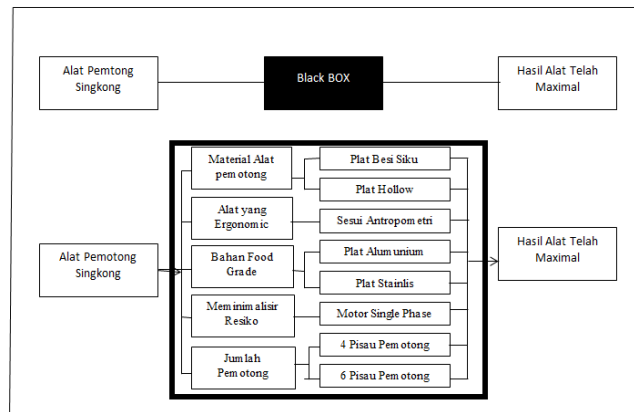 Alat Pemtong
Singkong
Black BOX
Hasil Alat Telah
Maximal
Alat Pemotong
Singkong
Material Alat
pemotong
Plat Besi Siku
Plat Hollow
Alat yang
Ergonomic
Sesui Antropometri
Bahan Food
Grade
Plat Alumunium
Plat Stainlis
Meminimalisir
Resiko
Motor Single Phase
Jumlah
Pemotong
4 Pisau Pemotong
6 Pisau Pemotong
Hasil Alat Telah
Maximal